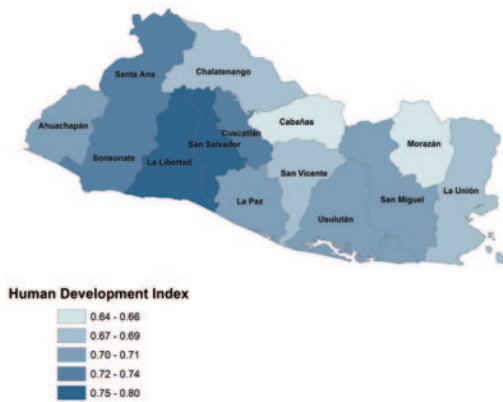 Santa Ana
Chalatenango
Ahuachapán
Cuscatlán
Cabañas
San Salvador
Morazán
Sonsonate
La Libertad
San Vicente
La Unión
La Paz
San Miguel
Usulután
Human Development Index
0.64 - 0.66
0.67 - 0.69
0.70 - 0.71
0.72 - 0.74
0.75 - 0.80